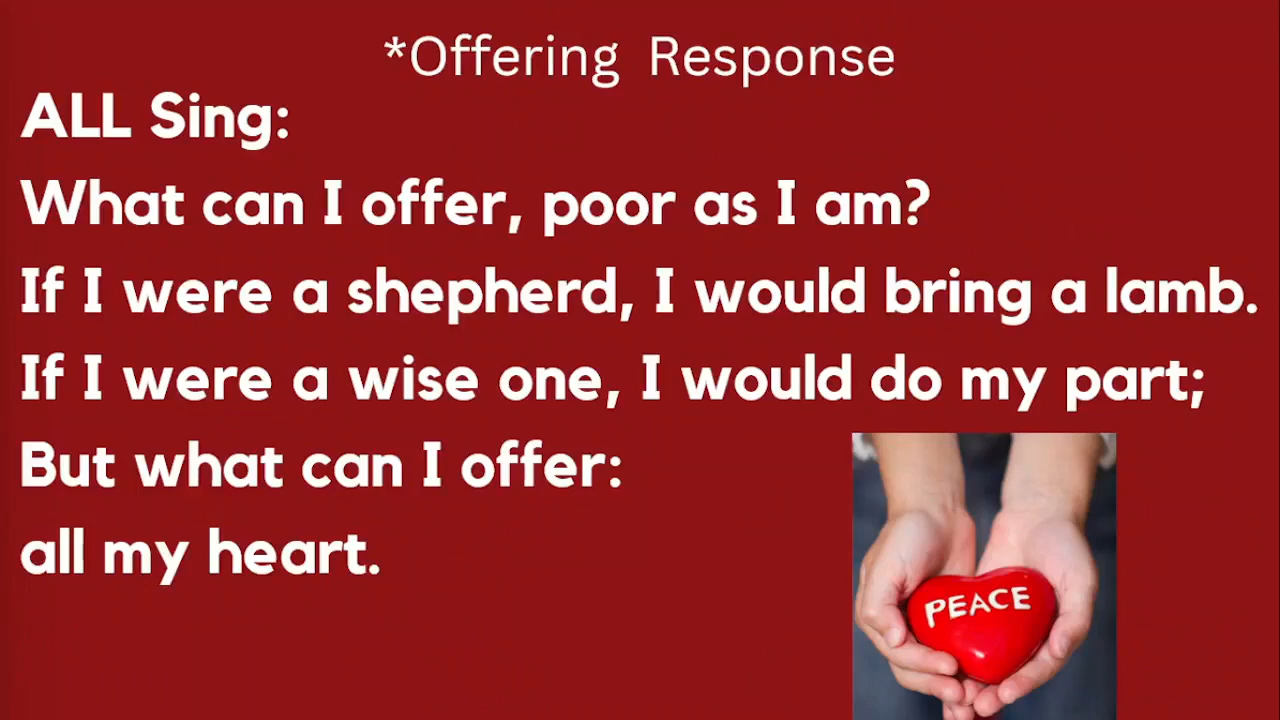 *Offering Response
ALL Sing:
What can I offer, poor as I am?
If I were a shepherd, I would bring a lamb.
If I were a wise one, I would do my part;
But what can I offer:
all my heart.
PEACE